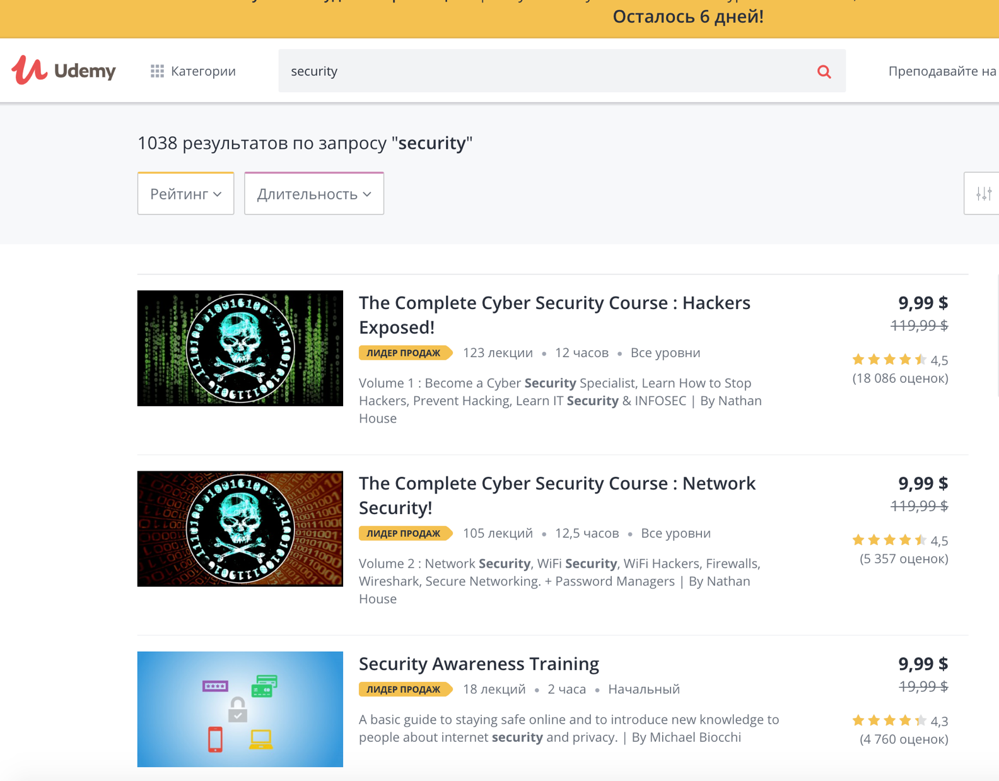 Осталось 6 дней!
Udemy
Категории
security
Преподавайте на
1038 результатов по запросу "security"
Рейтинг
Длительность
The Complete Cyber Security Course : Hackers
Exposed!
9,99 $
119,99 $
ЛИДЕР ПРОДАЖ 123 лекции • 12 часов • Все уровни
4,5
(18 086 оценок)
Volume 1 : Become a Cyber Security Specialist, Learn How to Stop
Hackers, Prevent Hacking, Learn IT Security & INFOSEC | By Nathan
House
The Complete Cyber Security Course : Network
Security!
9,99 $
119,99 $
ЛИДЕР ПРОДАЖ 105 лекций • 12,5 часов • Все уровни
4,5
(5 357 оценок)
Volume 2 : Network Security, WiFi Security, WiFi Hackers, Firewalls,
Wireshark, Secure Networking. + Password Managers | By Nathan
House
Security Awareness Training
9,99 $
19,99 $
ЛИДЕР ПРОДАЖ 18 лекций • 2 часа • Начальный
4,3
(4 760 оценок)
A basic guide to staying safe online and to introduce new knowledge to
people about internet security and privacy. | By Michael Biocchi